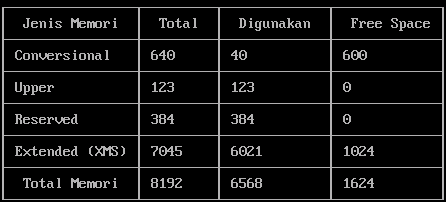 Jenis Memori Total Digunakan Free Space
Conversional 640 40 600
Upper 123 123 0
Reserved 384 384 0
Extended (XMS) 7045 6021 1024
Total Memori 8192 6568 1624